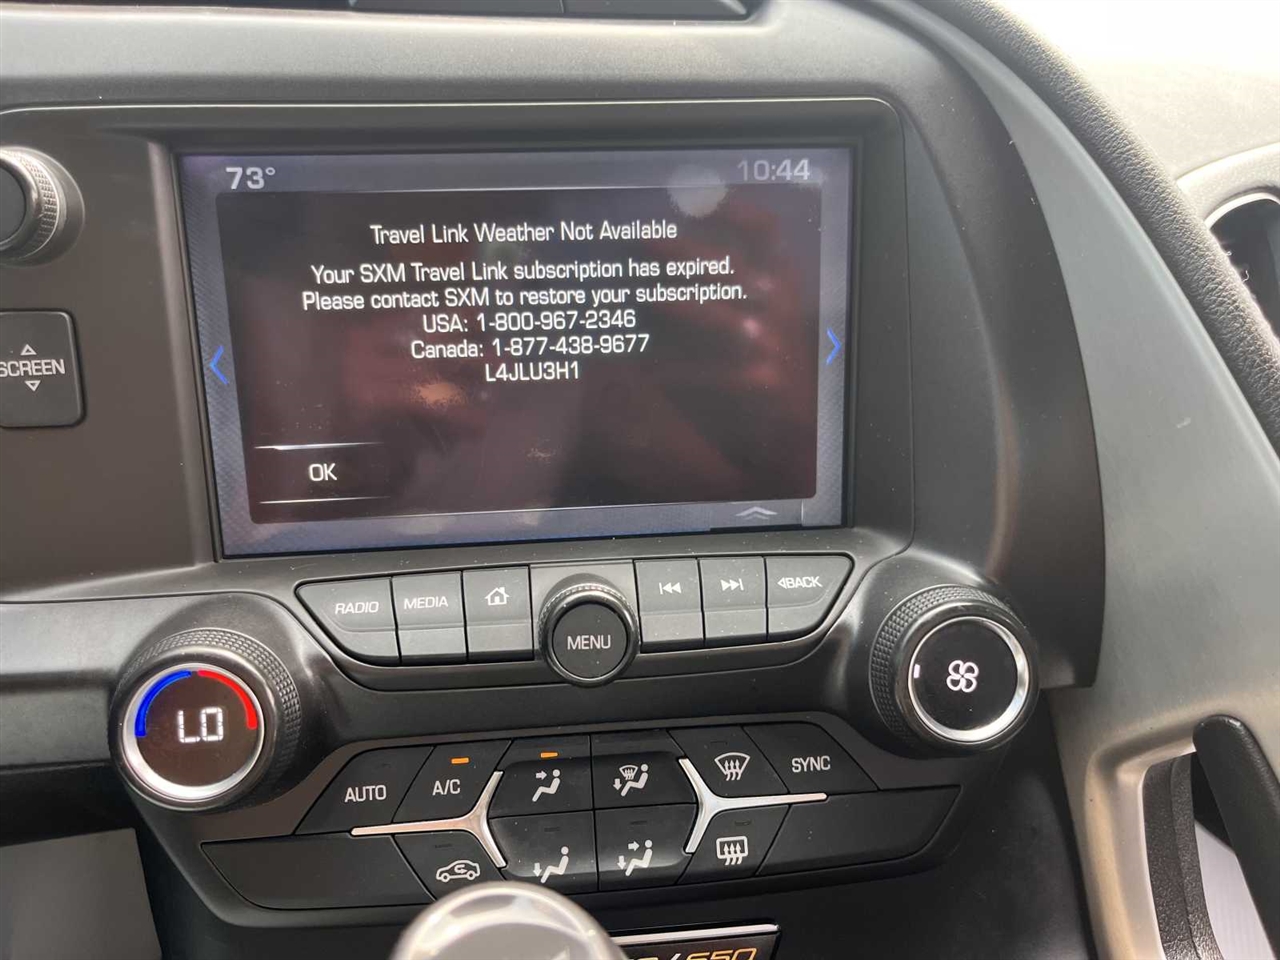 73° 10:44
Travel Link Weather Not Available
Your SXM Travel Link subscription has expired.
Please contact SXM to restore your subscription.
USA: 1-800-967-2346
Canada: 1-877-438-9677
L4JLU3H1
OK
SCREEN
RADIO MEDIA MENU BACK
LO
AUTO A/C SYNC
/650